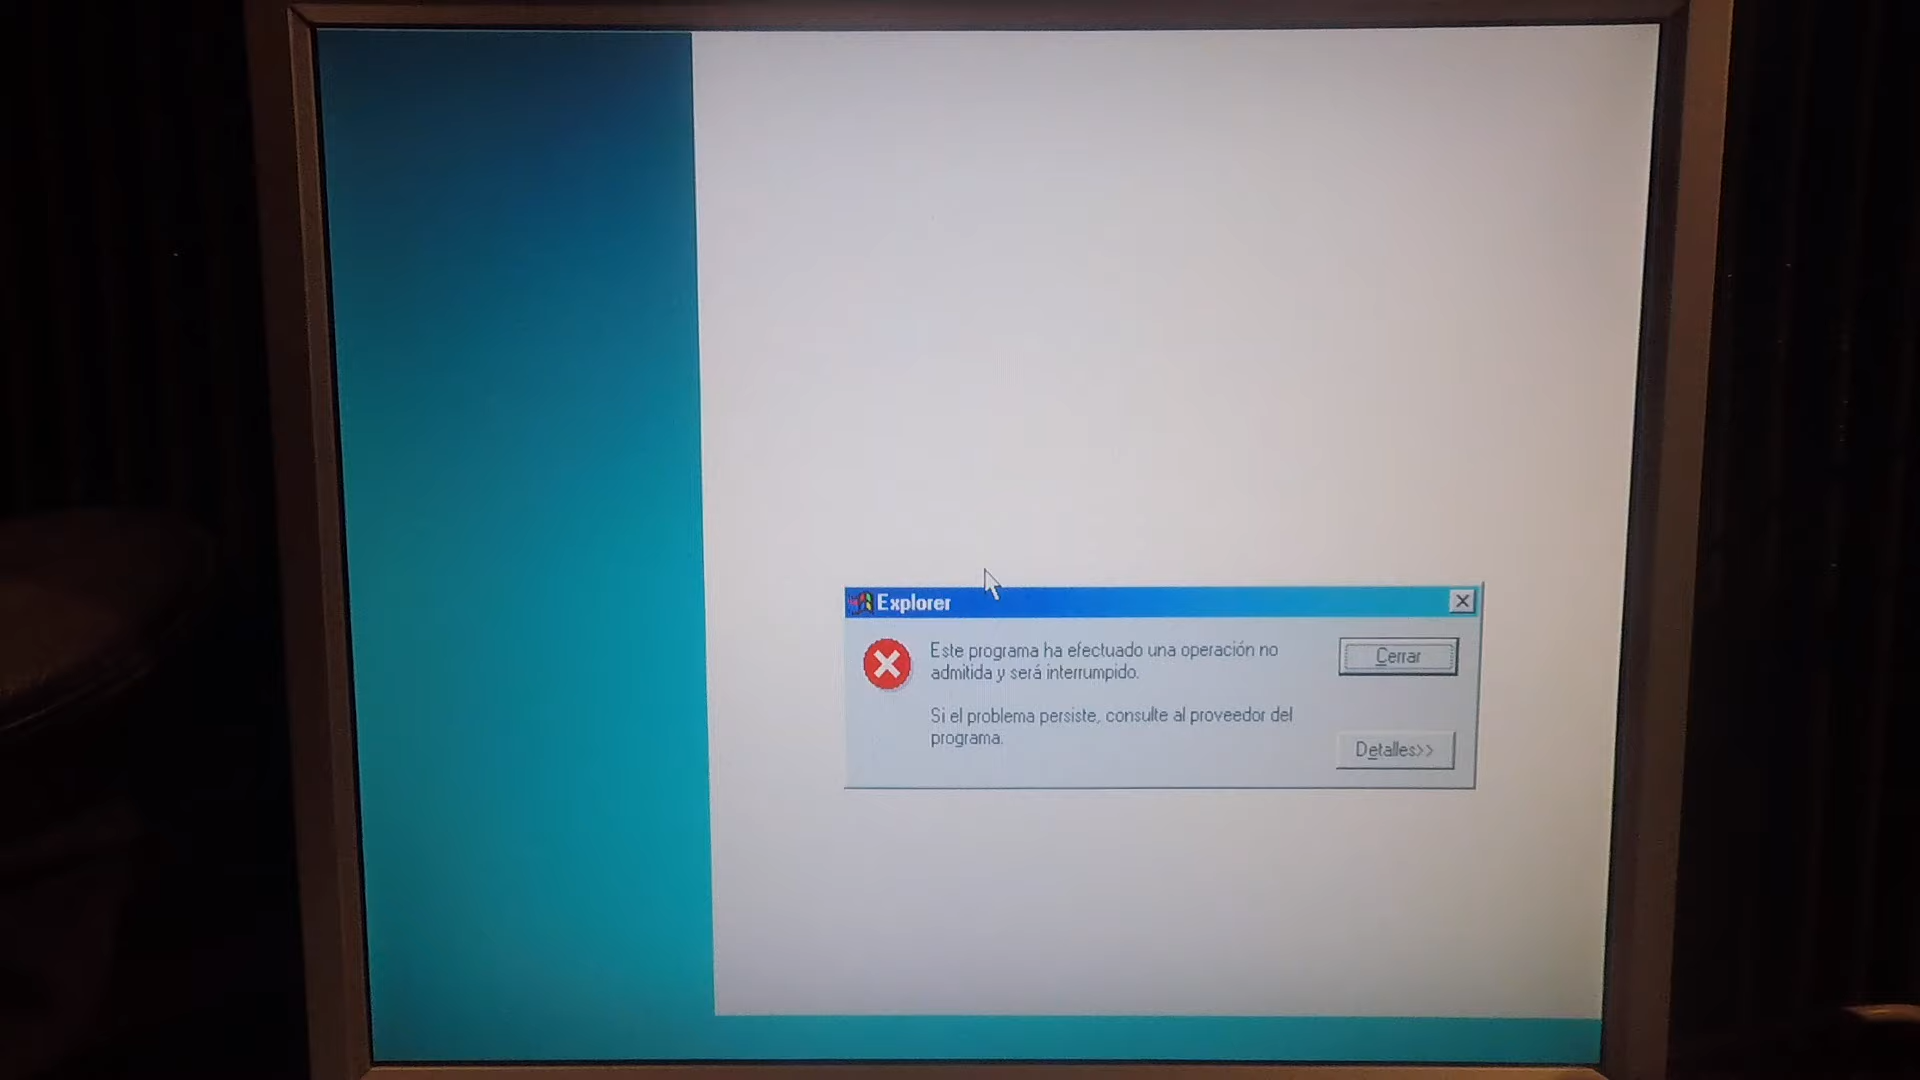 Explorer
Este programa ha efectuado una operación no
admitida y será interrumpido.
Si el problema persiste, consulte al proveedor del
programa.
Cerrar
Detalles>>